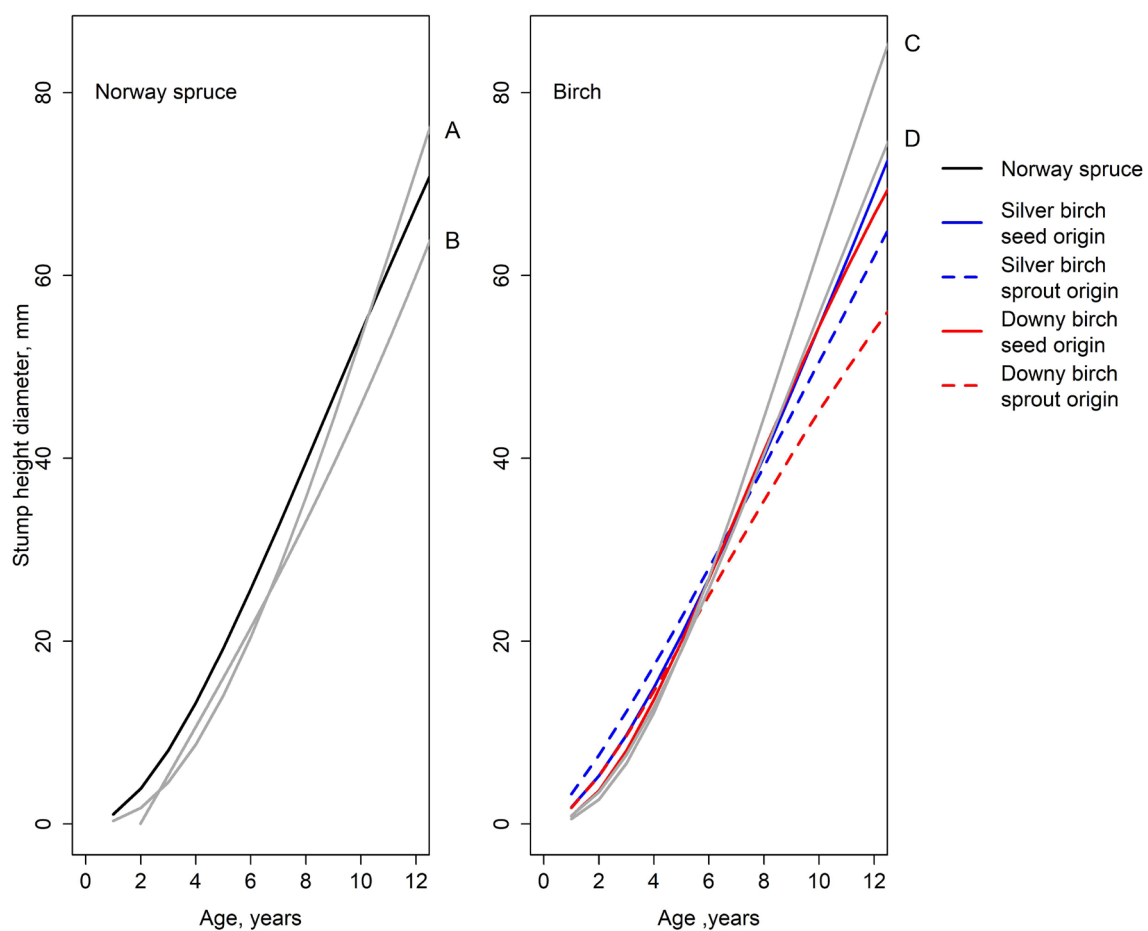 Norway spruce
A
B
Stump height diameter, mm
0
20
40
60
80
0 2 4 6 8 10 12
Age, years
Birch
C
D
0
20
40
60
80
0 2 4 6 8 10 12
Age ,years
Norway spruce
Silver birch
seed origin
Silver birch
sprout origin
Downy birch
seed origin
Downy birch
sprout origin